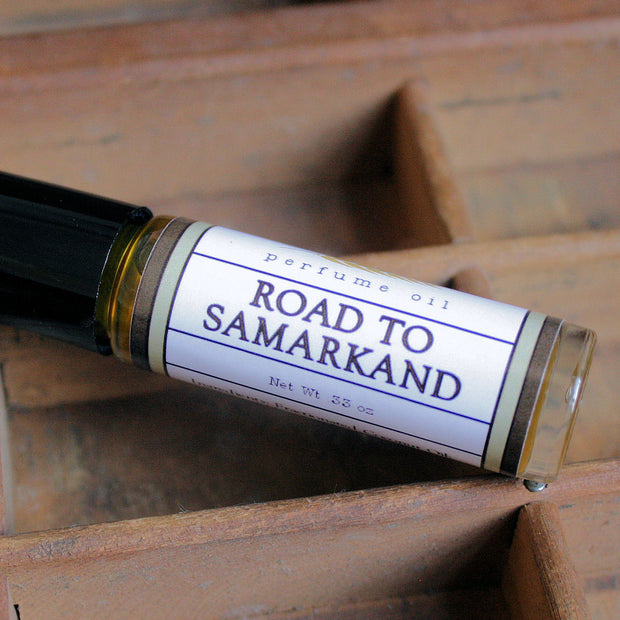 perfume oil
ROAD TO
SAMARKAND
Net Wt 33 oz